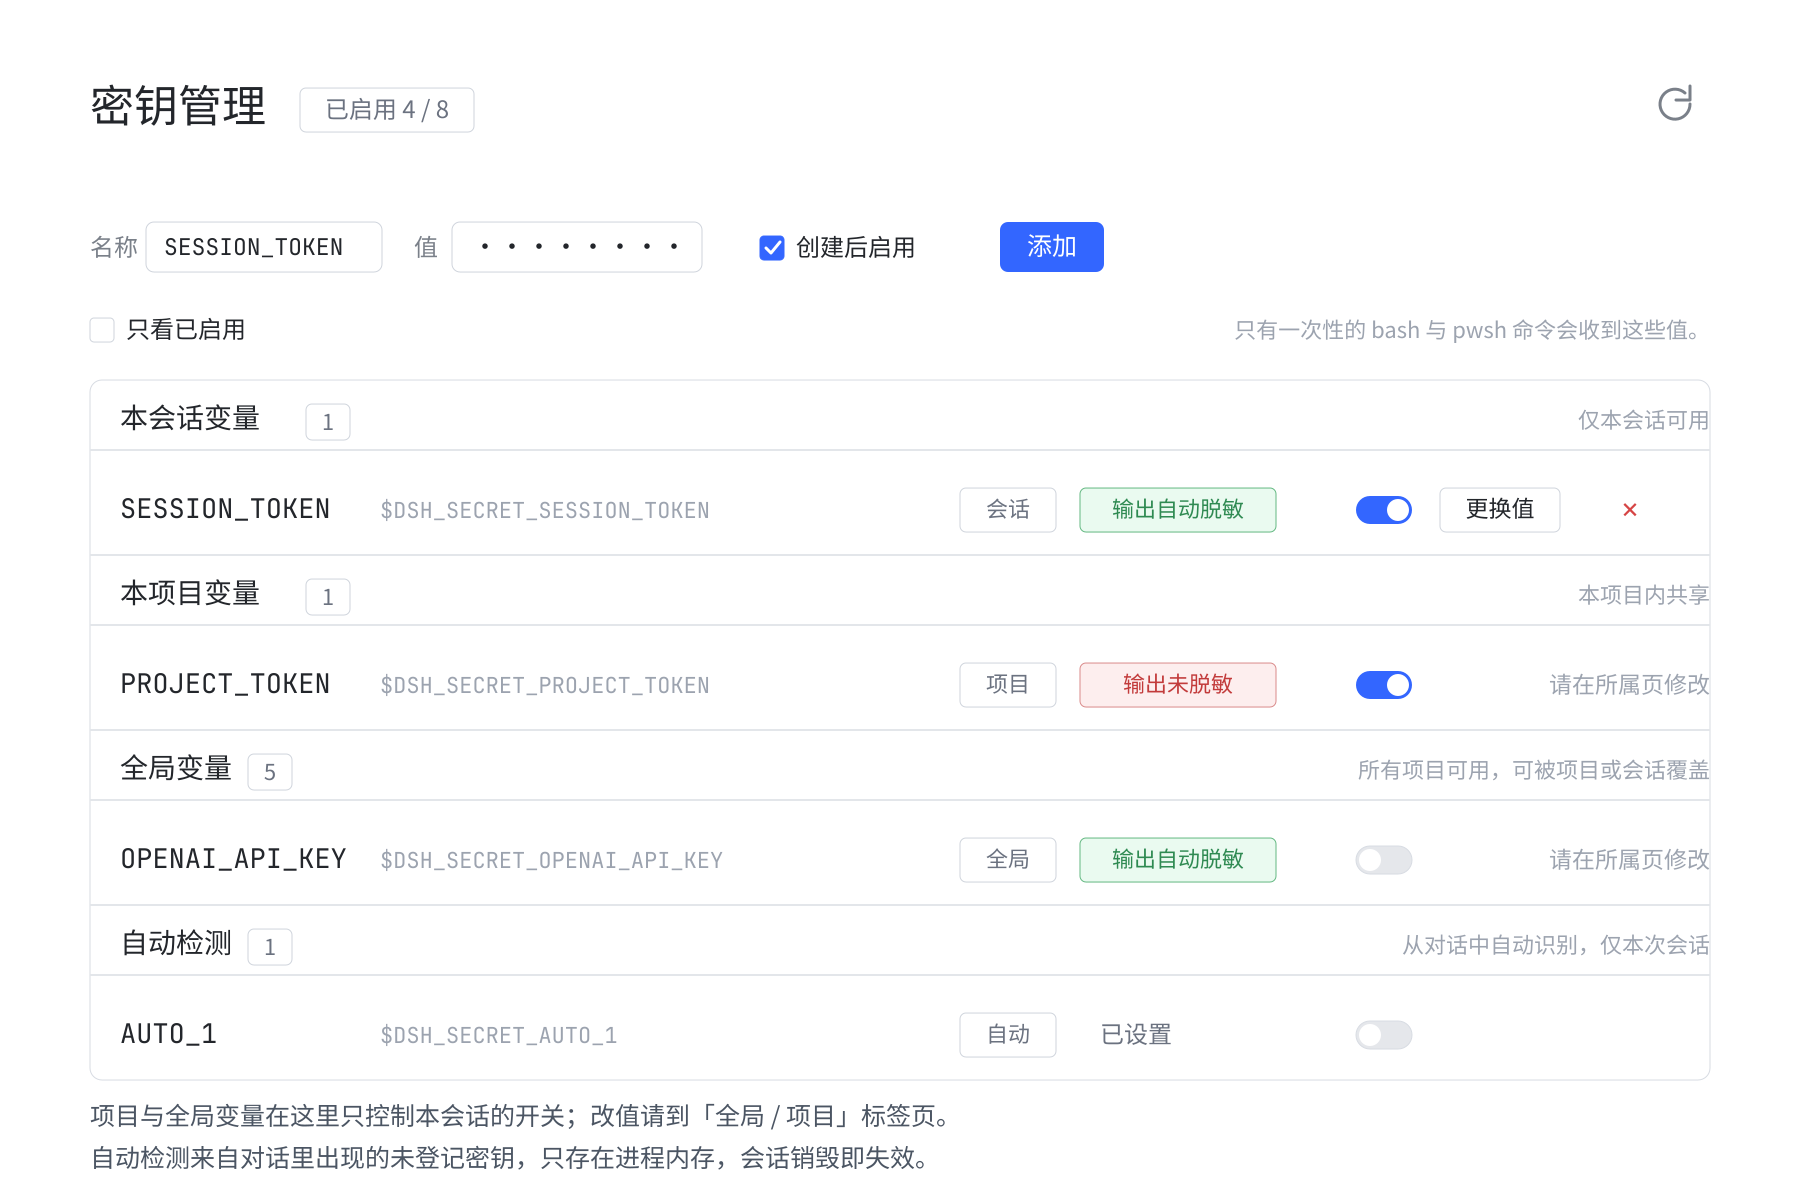 密钥管理 已启用 4 / 8
名称 SESSION_TOKEN 值 •••••••• 创建后启用 添加
只看已启用 只有一次性的 bash 与 pwsh 命令会收到这些值。
本会话变量 1 仅本会话可用
SESSION_TOKEN $DSH_SECRET_SESSION_TOKEN 会话 输出自动脱敏 更换值 ×
本项目变量 1 本项目内共享
PROJECT_TOKEN $DSH_SECRET_PROJECT_TOKEN 项目 输出未脱敏 请在所属页修改
全局变量 5 所有项目可用，可被项目或会话覆盖
OPENAI_API_KEY $DSH_SECRET_OPENAI_API_KEY 全局 输出自动脱敏 请在所属页修改
自动检测 1 从对话中自动识别，仅本次会话
AUTO_1 $DSH_SECRET_AUTO_1 自动 已设置
项目与全局变量在这里只控制本会话的开关；改值请到「全局 / 项目」标签页。
自动检测来自对话里出现的未登记密钥，只存在进程内存，会话销毁即失效。